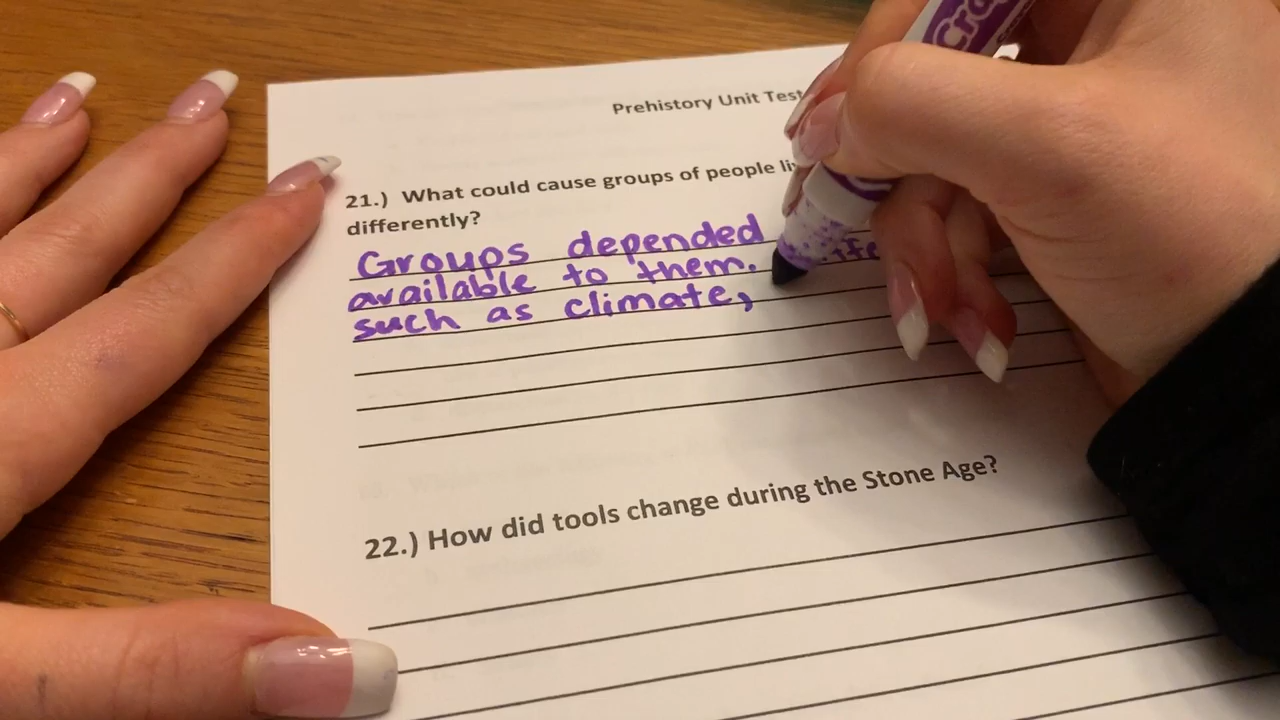 Cra
Prehistory Unit Test
21.) What could cause groups of people
differently?
Groups depended
available to them.
such as climate,
22.) How did tools change during the Stone Age?